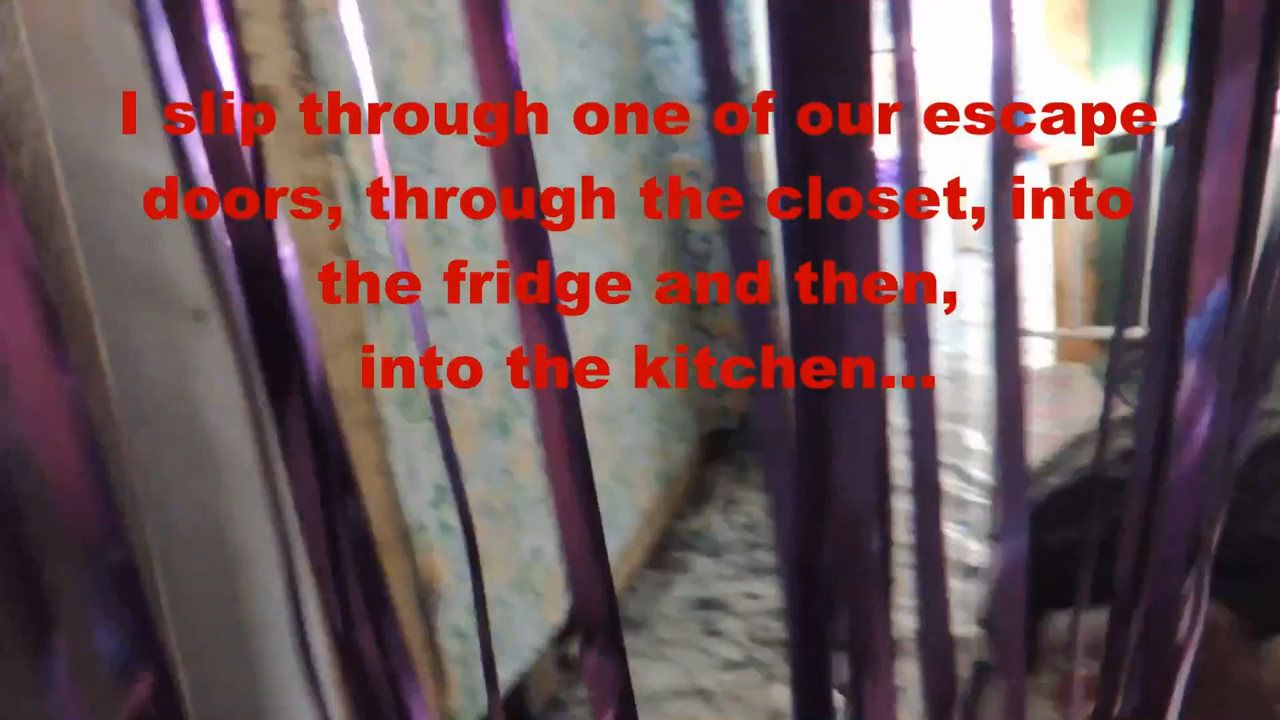 I slip through one of our escape
doors, through the closet, into
the fridge and then,
into the kitchen...